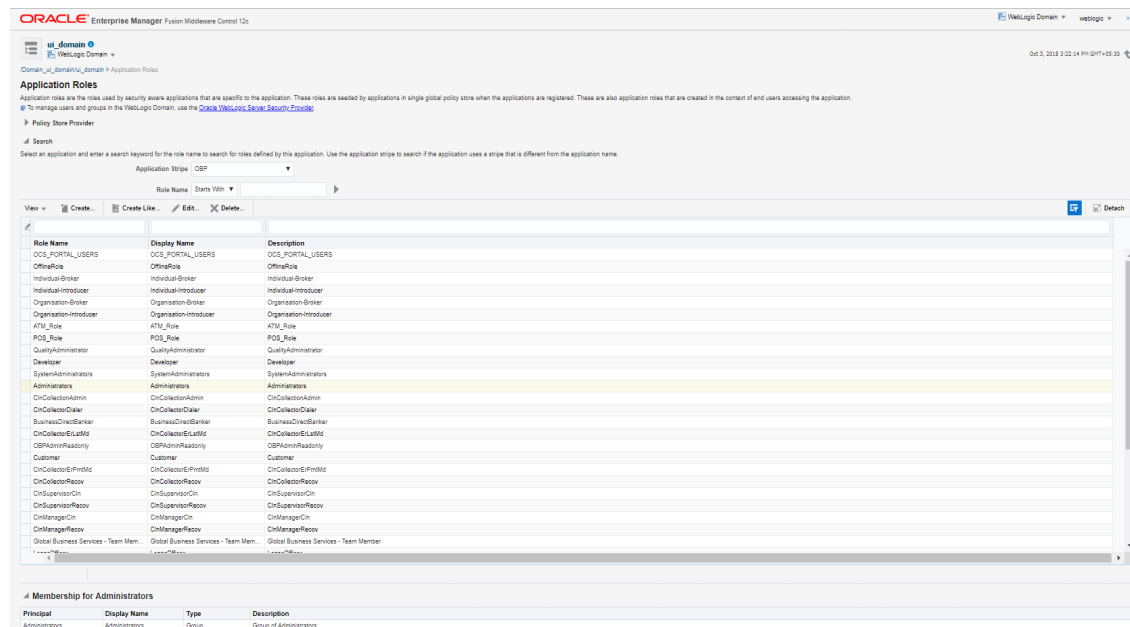 ORACLE Enterprise Manager Fusion Middleware Control 12c
WebLogic Domain weblogic
ui_domain
WebLogic Domain
Oct 3, 2018 3:22:14 PM GMT+05:30
/Domain_ui_domain/ui_domain > Application Roles
Application Roles
Application roles are the roles used by security aware applications that are specific to the application. These roles are seeded by applications in single global policy store when the applications are registered. These are also application roles that are created in the context of end users accessing the application.
To manage users and groups in the WebLogic Domain, use the Oracle WebLogic Server Security Provider.
Policy Store Provider
Search
Select an application and enter a search keyword for the role name to search for roles defined by this application. Use the application stripe to search if the application uses a stripe that is different from the application name.
Application Stripe OBP
Role Name Starts With
View Create... Create Like... Edit... Delete... Detach
Role Name Display Name Description
OCS_PORTAL_USERS OCS_PORTAL_USERS OCS_PORTAL_USERS
OfflineRole OfflineRole OfflineRole
Individual-Broker Individual-Broker Individual-Broker
Individual-Introducer Individual-Introducer Individual-Introducer
Organisation-Broker Organisation-Broker Organisation-Broker
Organisation-Introducer Organisation-Introducer Organisation-Introducer
ATM_Role ATM_Role ATM_Role
POS_Role POS_Role POS_Role
QualityAdministrator QualityAdministrator QualityAdministrator
Developer Developer Developer
SystemAdministrators SystemAdministrators SystemAdministrators
Administrators Administrators Administrators
ClnCollectionAdmin ClnCollectionAdmin ClnCollectionAdmin
ClnCollectorDialer ClnCollectorDialer ClnCollectorDialer
BusinessDirectBanker BusinessDirectBanker BusinessDirectBanker
ClnCollectorErLstMd ClnCollectorErLstMd ClnCollectorErLstMd
OBPAdminReadonly OBPAdminReadonly OBPAdminReadonly
Customer Customer Customer
ClnCollectorErPmtMd ClnCollectorErPmtMd ClnCollectorErPmtMd
ClnCollectorRecov ClnCollectorRecov ClnCollectorRecov
ClnSupervisorCln ClnSupervisorCln ClnSupervisorCln
ClnSupervisorRecov ClnSupervisorRecov ClnSupervisorRecov
ClnManagerCln ClnManagerCln ClnManagerCln
ClnManagerRecov ClnManagerRecov ClnManagerRecov
Global Business Services - Team Mem... Global Business Services - Team Mem... Global Business Services - Team Member
Membership for Administrators
Principal Display Name Type Description
Administrators Administrators Group Group of Administrators